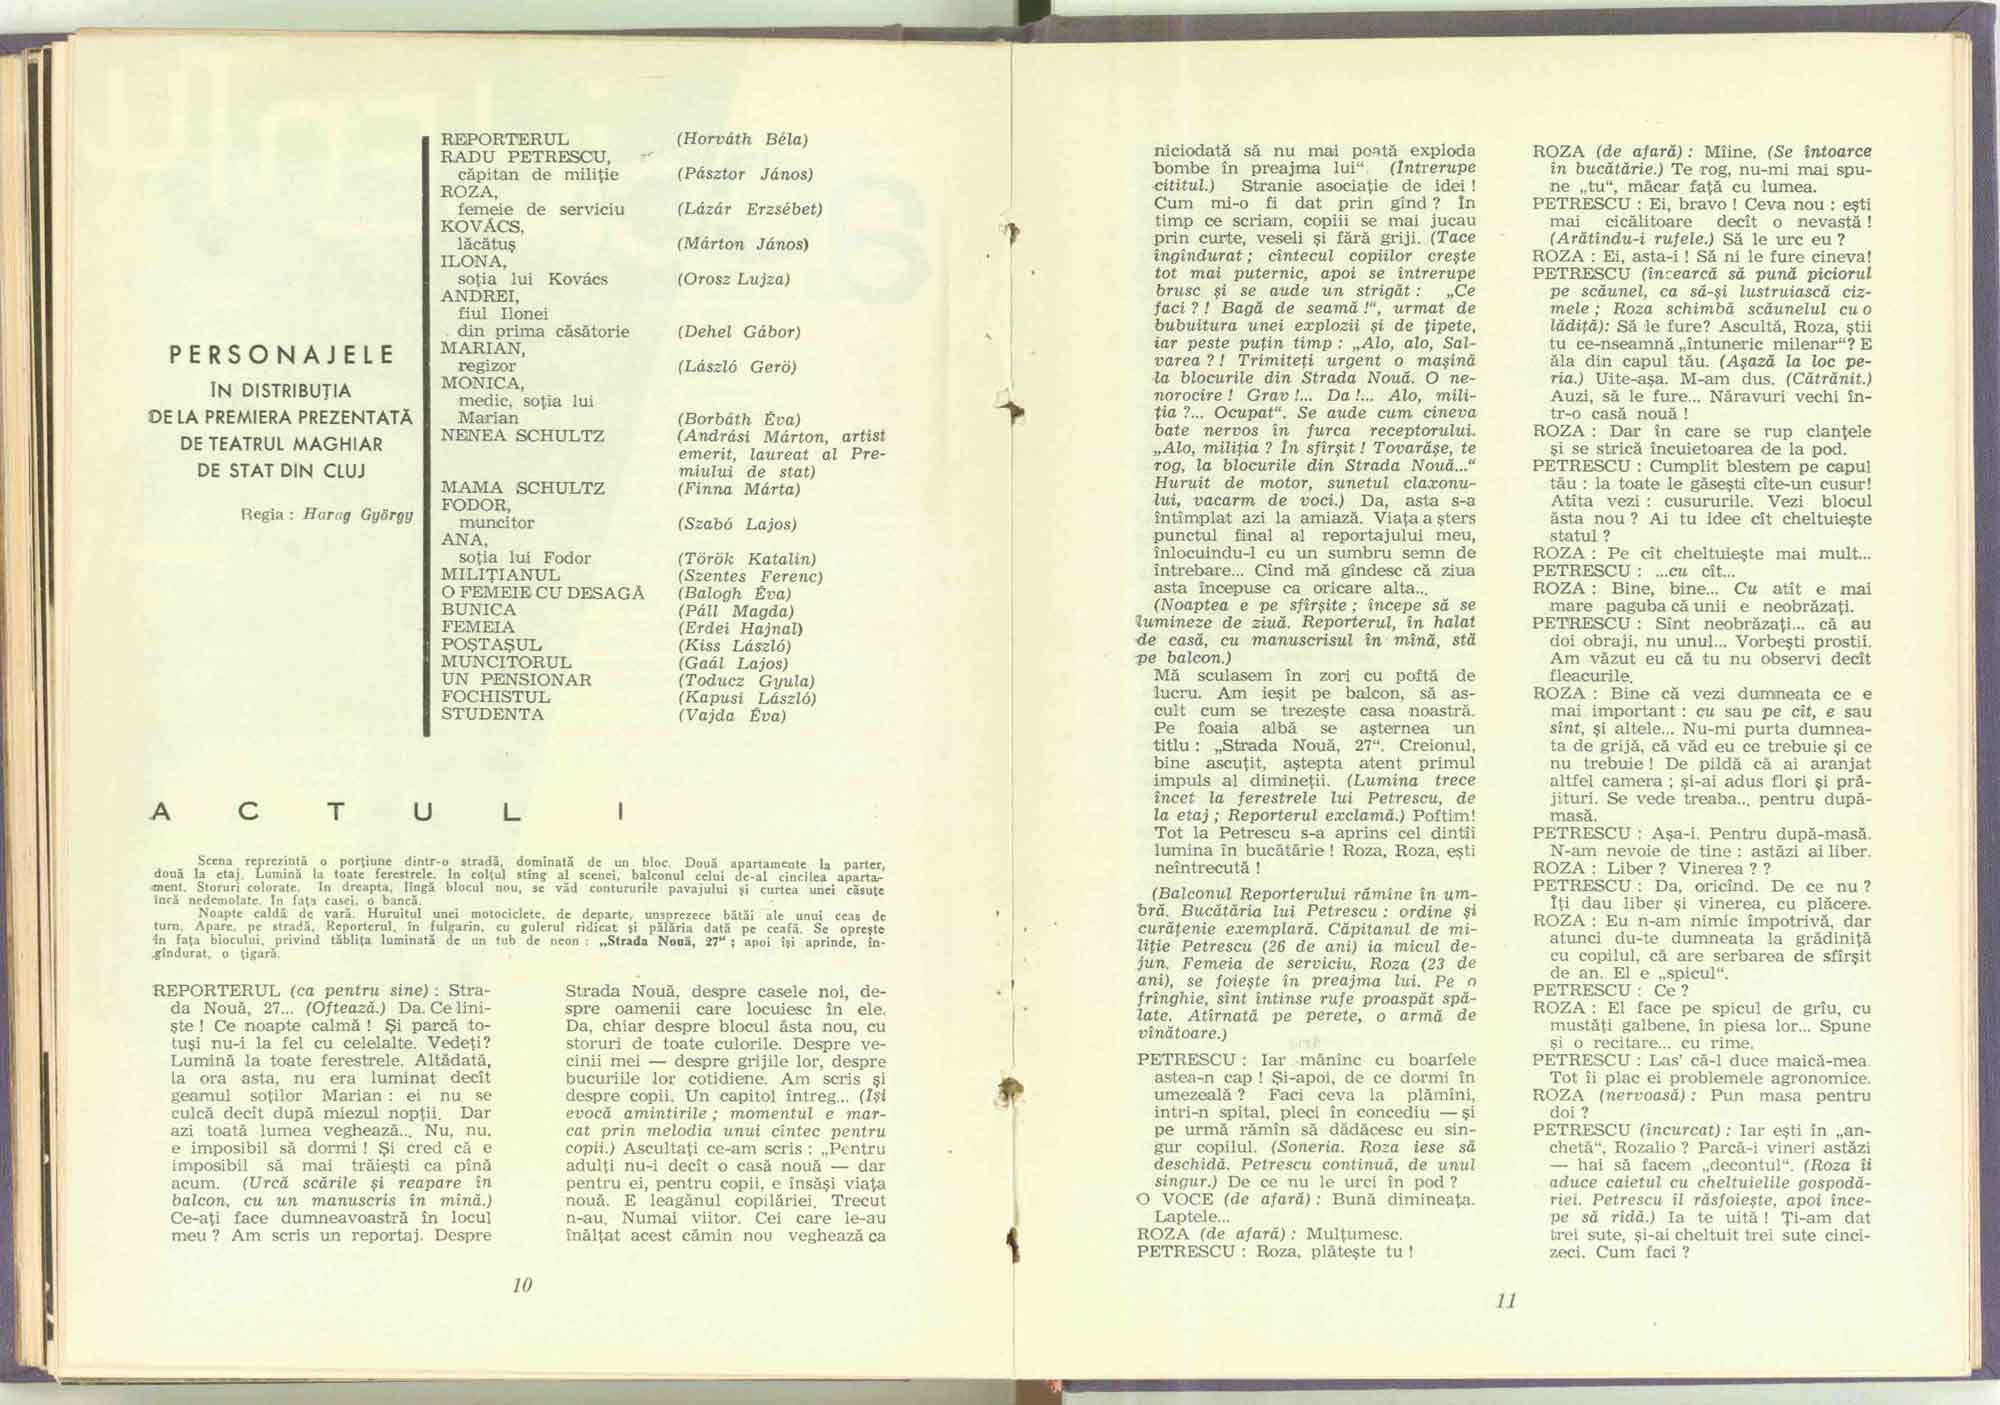 PERSONAJELE
ÎN DISTRIBUȚIA
DE LA PREMIERA PREZENTATĂ
DE TEATRUL MAGHIAR
DE STAT DIN CLUJ
Regia : Harag György
REPORTERUL (Horváth Béla)
RADU PETRESCU,
căpitan de miliție (Pásztor János)
ROZA,
femeie de serviciu (Lázár Erzsébet)
KOVÁCS,
lăcătuș (Márton János)
ILONA,
soția lui Kovács (Orosz Lujza)
ANDREI,
fiul Ilonei
din prima căsătorie (Dehel Gábor)
MARIAN,
regizor (László Gerö)
MONICA,
medic, soția lui
Marian (Borbáth Éva)
NENEA SCHULTZ (Andrási Márton, artist
emerit, laureat al Pre-
miului de stat)
MAMA SCHULTZ (Finna Márta)
FODOR,
muncitor (Szabó Lajos)
ANA,
soția lui Fodor (Török Katalin)
MILIȚIANUL (Szentes Ferenc)
O FEMEIE CU DESAGĂ (Balogh Éva)
BUNICA (Páll Magda)
FEMEIA (Erdei Hajnal)
POȘTAȘUL (Kiss László)
MUNCITORUL (Gaál Lajos)
UN PENSIONAR (Toducz Gyula)
FOCHISTUL (Kapusi László)
STUDENTA (Vajda Éva)
ACTUL I
Scena reprezintă o porțiune dintr-o stradă, dominată de un bloc. Două apartamente la parter,
două la etaj. Lumină la toate ferestrele. În colțul stîng al scenei, balconul celui de-al cincilea aparta-
ment. Storuri colorate. În dreapta, lîngă blocul nou, se văd contururile pavajului și curtea unei căsuțe
încă nedemolate. În fața casei, o bancă.
Noapte caldă de vară. Huruitul unei motociclete, de departe, unsprezece bătăi ale unui ceas de
turn. Apare, pe stradă, Reporterul, în fulgarin, cu gulerul ridicat și pălăria dată pe ceafă. Se oprește
în fața blocului, privind tăblița luminată de un tub de neon : „Strada Nouă, 27“ ; apoi își aprinde, în-
gîndurat, o țigară.
REPORTERUL (ca pentru sine) : Stra-
da Nouă, 27... (Oftează.) Da. Ce lini-
ște ! Ce noapte calmă ! Și parcă to-
tuși nu-i la fel cu celelalte. Vedeți?
Lumină la toate ferestrele. Altădată,
la ora asta, nu era luminat decît
geamul soților Marian : ei nu se
culcă decît după miezul nopții. Dar
azi toată lumea veghează... Nu, nu,
e imposibil să dormi ! Și cred că e
imposibil să mai trăiești ca pînă
acum. (Urcă scările și reapare în
balcon, cu un manuscris în mînă.)
Ce-ați face dumneavoastră în locul
meu ? Am scris un reportaj. Despre
Strada Nouă, despre casele noi, de-
spre oamenii care locuiesc în ele.
Da, chiar despre blocul ăsta nou, cu
storuri de toate culorile. Despre ve-
cinii mei — despre grijile lor, despre
bucuriile lor cotidiene. Am scris și
despre copii. Un capitol întreg... (Își
evocă amintirile ; momentul e mar-
cat prin melodia unui cîntec pentru
copii.) Ascultați ce-am scris : „Pentru
adulți nu-i decît o casă nouă — dar
pentru ei, pentru copii, e însăși viața
nouă. E leagănul copilăriei. Trecut
n-au. Numai viitor. Cei care le-au
înălțat acest cămin nou veghează ca
10
niciodată să nu mai poată exploda
bombe în preajma lui“. (Întrerupe
cititul.) Stranie asociație de idei !
Cum mi-o fi dat prin gînd ? În
timp ce scriam, copiii se mai jucau
prin curte, veseli și fără griji. (Tace
îngîndurat ; cîntecul copiilor crește
tot mai puternic, apoi se întrerupe
brusc și se aude un strigăt : „Ce
faci ? ! Bagă de seamă !“, urmat de
bubuitura unei explozii și de țipete,
iar peste puțin timp : „Alo, alo, Sal-
varea ? ! Trimiteți urgent o mașină
la blocurile din Strada Nouă. O ne-
norocire ! Grav !... Da !... Alo, mili-
ția ?... Ocupat“. Se aude cum cineva
bate nervos în furca receptorului.
„Alo, miliția ? În sfîrșit ! Tovarășe, te
rog, la blocurile din Strada Nouă...“
Huruit de motor, sunetul claxonu-
lui, vacarm de voci.) Da, asta s-a
întîmplat azi la amiază. Viața a șters
punctul final al reportajului meu,
înlocuindu-l cu un sumbru semn de
întrebare... Cînd mă gîndesc că ziua
asta începuse ca oricare alta...
(Noaptea e pe sfîrșite ; începe să se
lumineze de ziuă. Reporterul, în halat
de casă, cu manuscrisul în mînă, stă
pe balcon.)
Mă sculasem în zori cu poftă de
lucru. Am ieșit pe balcon, să as-
cult cum se trezește casa noastră.
Pe foaia albă se așternea un
titlu : „Strada Nouă, 27“. Creionul,
bine ascuțit, aștepta atent primul
impuls al dimineții. (Lumina trece
încet la ferestrele lui Petrescu, de
la etaj ; Reporterul exclamă.) Poftim!
Tot la Petrescu s-a aprins cel dintîi
lumina în bucătărie ! Roza, Roza, ești
neîntrecută !
(Balconul Reporterului rămîne în um-
bră. Bucătăria lui Petrescu : ordine și
curățenie exemplară. Căpitanul de mi-
liție Petrescu (26 de ani) ia micul de-
jun. Femeia de serviciu, Roza (23 de
ani), se foiește în preajma lui. Pe o
frînghie, sînt întinse rufe proaspăt spă-
late. Atîrnată pe perete, o armă de
vînătoare.)
PETRESCU : Iar mănînc cu boarfele
astea-n cap ! Și-apoi, de ce dormi în
umezeală ? Faci ceva la plămîni,
intri-n spital, pleci în concediu — și
pe urmă rămîn să dădăcesc eu sin-
gur copilul. (Soneria. Roza iese să
deschidă. Petrescu continuă, de unul
singur.) De ce nu le urci în pod ?
O VOCE (de afară) : Bună dimineața.
Laptele...
ROZA (de afară) : Mulțumesc.
PETRESCU : Roza, plătește tu !
ROZA (de afară) : Mîine. (Se întoarce
în bucătărie.) Te rog, nu-mi mai spu-
ne „tu“, măcar față cu lumea.
PETRESCU : Ei, bravo ! Ceva nou : ești
mai cicălitoare decît o nevastă !
(Arătîndu-i rufele.) Să le urc eu ?
ROZA : Ei, asta-i ! Să ni le fure cineva!
PETRESCU (încearcă să pună piciorul
pe scăunel, ca să-și lustruiască ciz-
mele ; Roza schimbă scăunelul cu o
lădiță): Să le fure? Ascultă, Roza, știi
tu ce-nseamnă „întuneric milenar“? E
ăla din capul tău. (Așază la loc pe-
ria.) Uite-așa. M-am dus. (Cătrănit.)
Auzi, să le fure... Năravuri vechi în-
tr-o casă nouă !
ROZA : Dar în care se rup clanțele
și se strică încuietoarea de la pod.
PETRESCU : Cumplit blestem pe capul
tău : la toate le găsești cîte-un cusur!
Atîta vezi : cusururile. Vezi blocul
ăsta nou ? Ai tu idee cît cheltuiește
statul ?
ROZA : Pe cît cheltuiește mai mult...
PETRESCU : ...cu cît...
ROZA : Bine, bine... Cu atît e mai
mare paguba că unii e neobrăzați.
PETRESCU : Sînt neobrăzați... că au
doi obraji, nu unul... Vorbești prostii.
Am văzut eu că tu nu observi decît
fleacurile.
ROZA : Bine că vezi dumneata ce e
mai important : cu sau pe cît, e sau
sînt, și altele... Nu-mi purta dumnea-
ta de grijă, că văd eu ce trebuie și ce
nu trebuie ! De pildă că ai aranjat
altfel camera ; și-ai adus flori și pră-
jituri. Se vede treaba... pentru după-
masă.
PETRESCU : Așa-i. Pentru după-masă.
N-am nevoie de tine : astăzi ai liber.
ROZA : Liber ? Vinerea ? ?
PETRESCU : Da, oricînd. De ce nu ?
Îți dau liber și vinerea, cu plăcere.
ROZA : Eu n-am nimic împotrivă, dar
atunci du-te dumneata la grădiniță
cu copilul, că are serbarea de sfîrșit
de an. El e „spicul“.
PETRESCU : Ce ?
ROZA : El face pe spicul de grîu, cu
mustăți galbene, în piesa lor... Spune
și o recitare... cu rime.
PETRESCU : Las' că-l duce maică-mea.
Tot îi plac ei problemele agronomice.
ROZA (nervoasă) : Pun masa pentru
doi ?
PETRESCU (încurcat) : Iar ești în „an-
chetă“, Rozalio ? Parcă-i vineri astăzi
— hai să facem „decontul“. (Roza îi
aduce caietul cu cheltuielile gospodă-
riei. Petrescu îl răsfoiește, apoi înce-
pe să rîdă.) Ia te uită ! Ți-am dat
trei sute, și-ai cheltuit trei sute cinci-
zeci. Cum faci ?
11